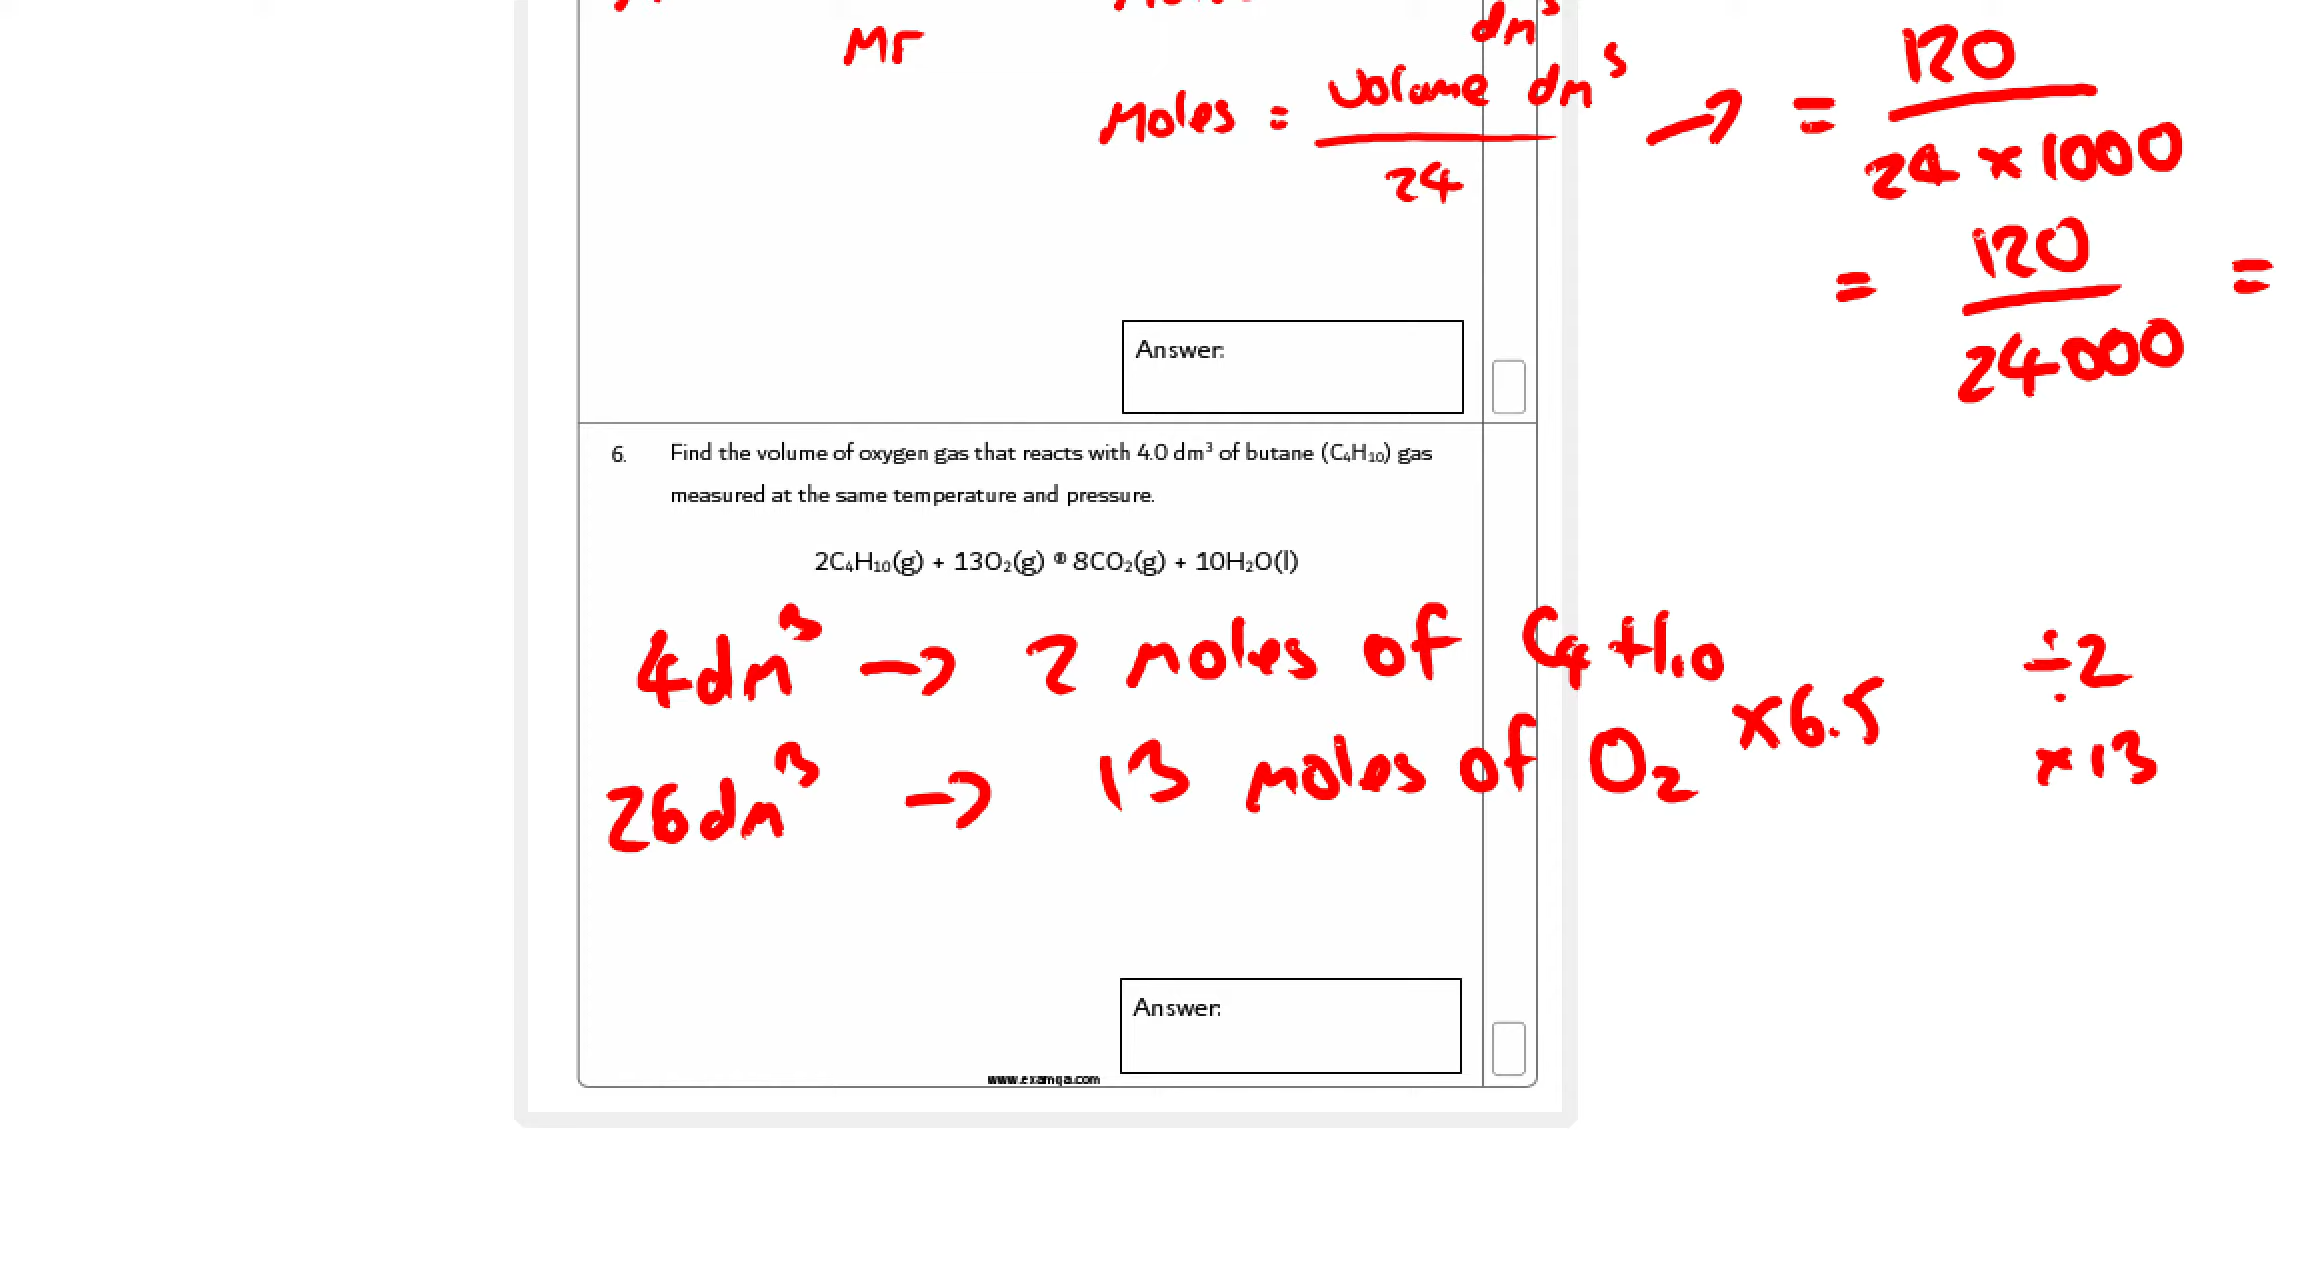 dm³
Mr
Moles = volume dm³ / 24 → = 120 / 24 × 1000
= 120 / 24000 =
Answer:
6. Find the volume of oxygen gas that reacts with 4.0 dm³ of butane (C₄H₁₀) gas
measured at the same temperature and pressure.
2C₄H₁₀(g) + 13O₂(g) ® 8CO₂(g) + 10H₂O(l)
4dm³ → 2 moles of C₄H₁₀ ÷2
×6.5
26dm³ → 13 moles of O₂ ×13
Answer:
www.examqa.com